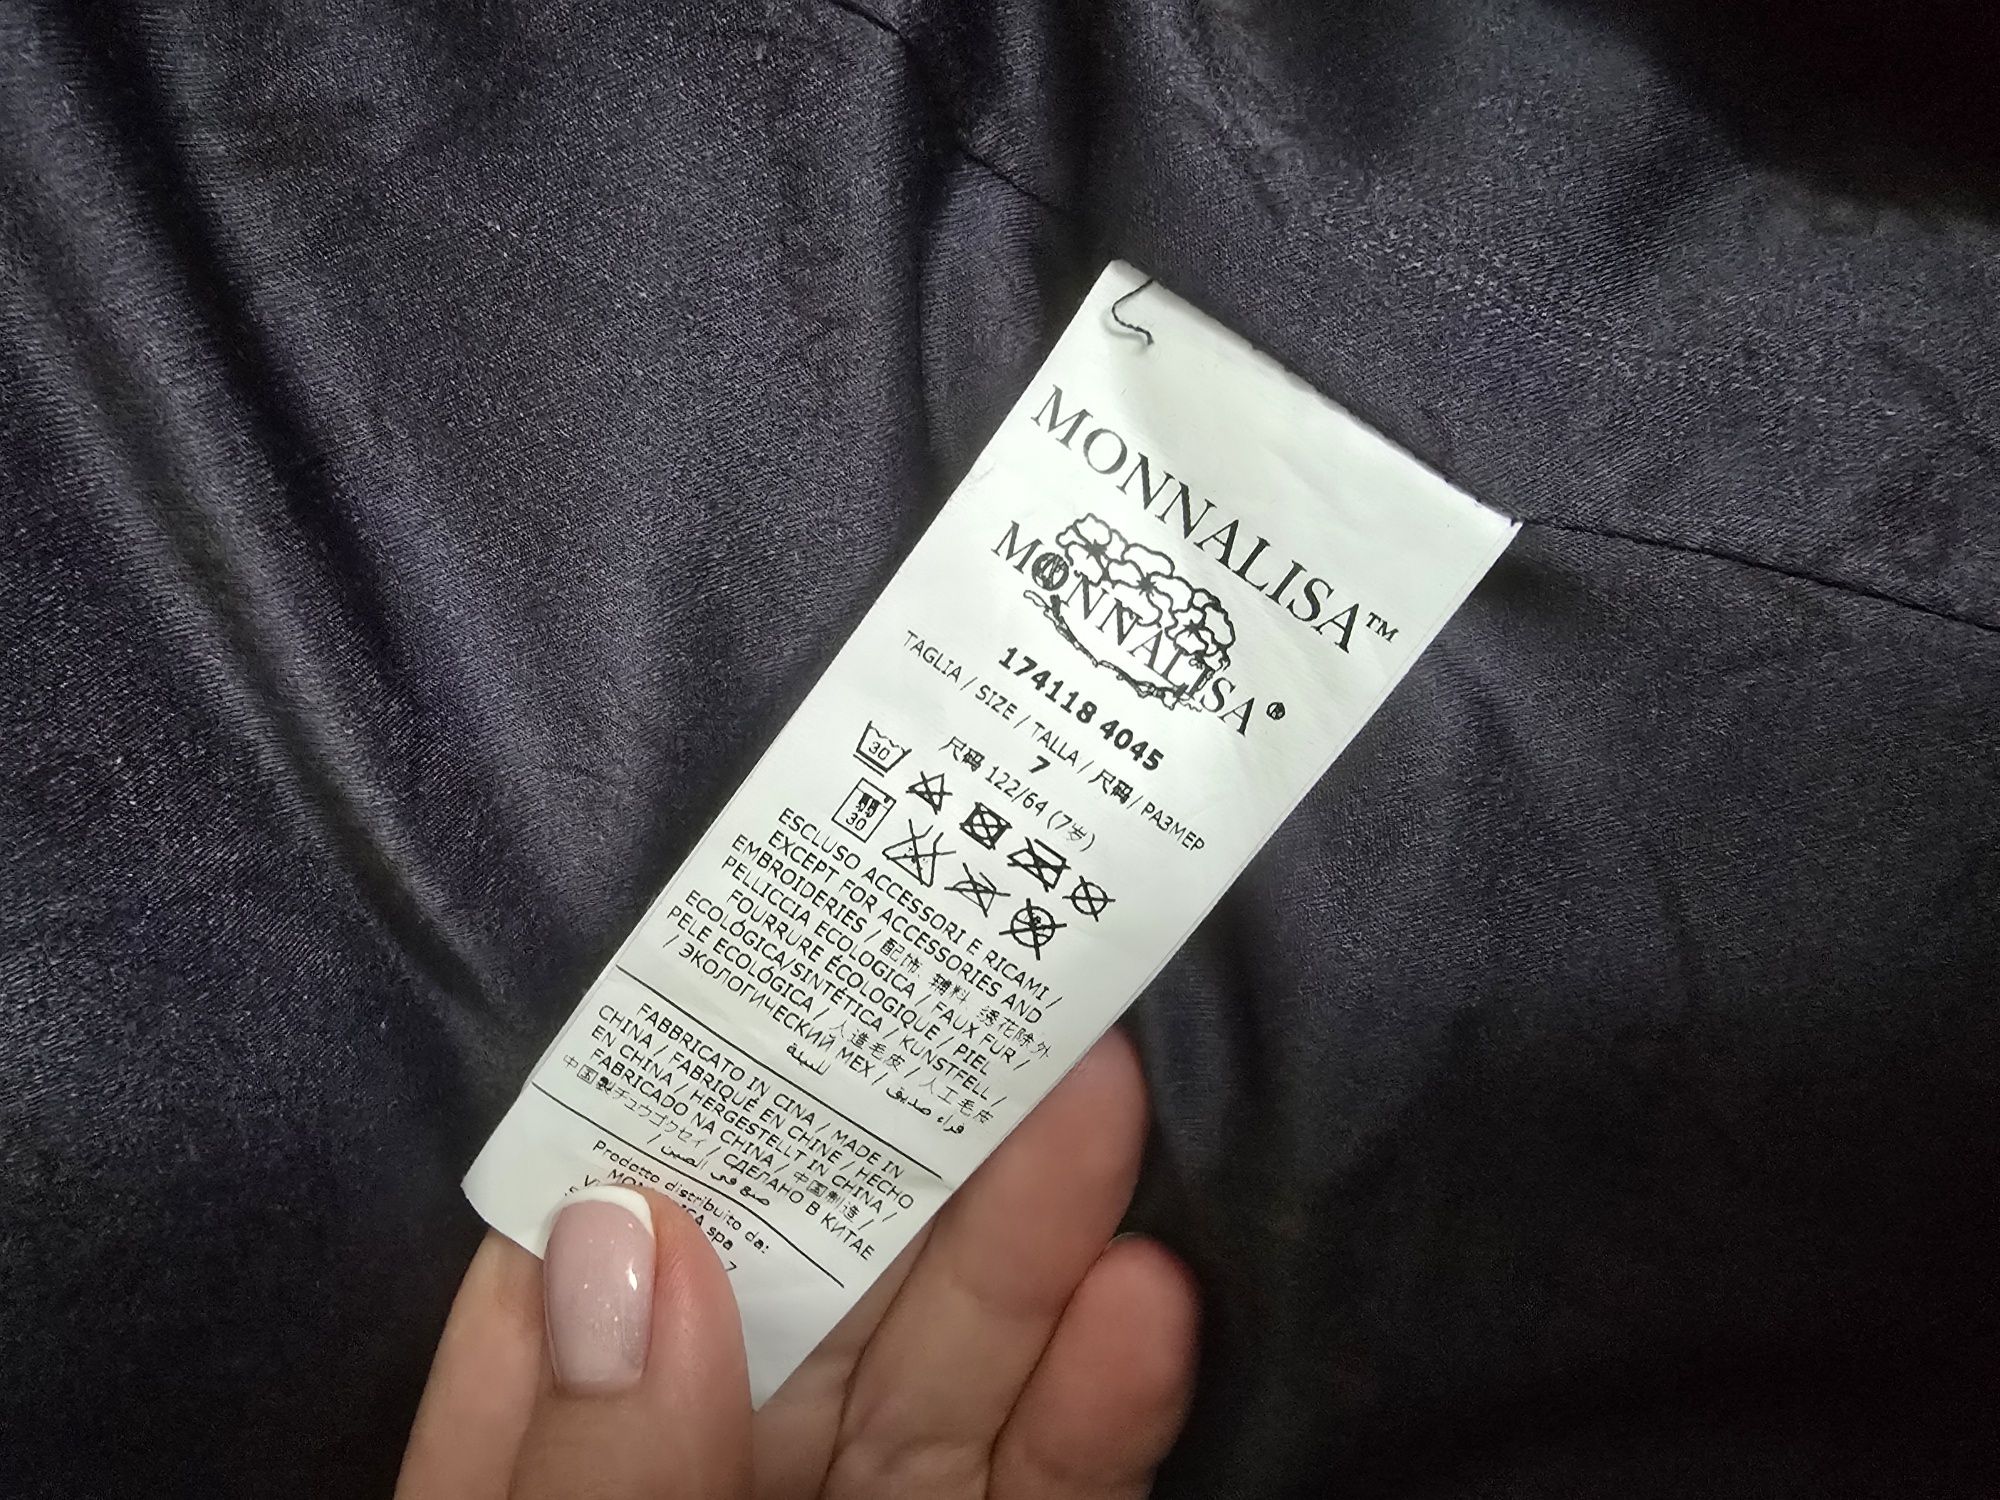 MONNALISA™
MONNALISA®
174118 4045
TAGLIA / SIZE / TALLA / 尺码 / РАЗМЕР
7
尺码 122/64 (7岁)
30
30
ESCLUSO ACCESSORI E RICAMI /
EXCEPT FOR ACCESSORIES AND
EMBROIDERIES / 配饰 辅料 绣花除外
PELLICCIA ECOLOGICA / FAUX FUR /
FOURRURE ÉCOLOGIQUE / PIEL
ECOLÓGICA/SINTÉTICA / KUNSTFELL /
PELE ECOLÓGICA / 人造毛皮 / 人工毛皮
/ ЭКОЛОГИЧЕСКИЙ МЕХ / فراء صديق
للبيئة
FABBRICATO IN CINA / MADE IN
CHINA / FABRIQUÉ EN CHINE / HECHO
EN CHINA / HERGESTELLT IN CHINA /
FABRICADO NA CHINA / 中国制造 /
中国製チュウゴクセイ / СДЕЛАНО В КИТАЕ
/ صنع في الصين
Prodotto distribuito da:
spa
7